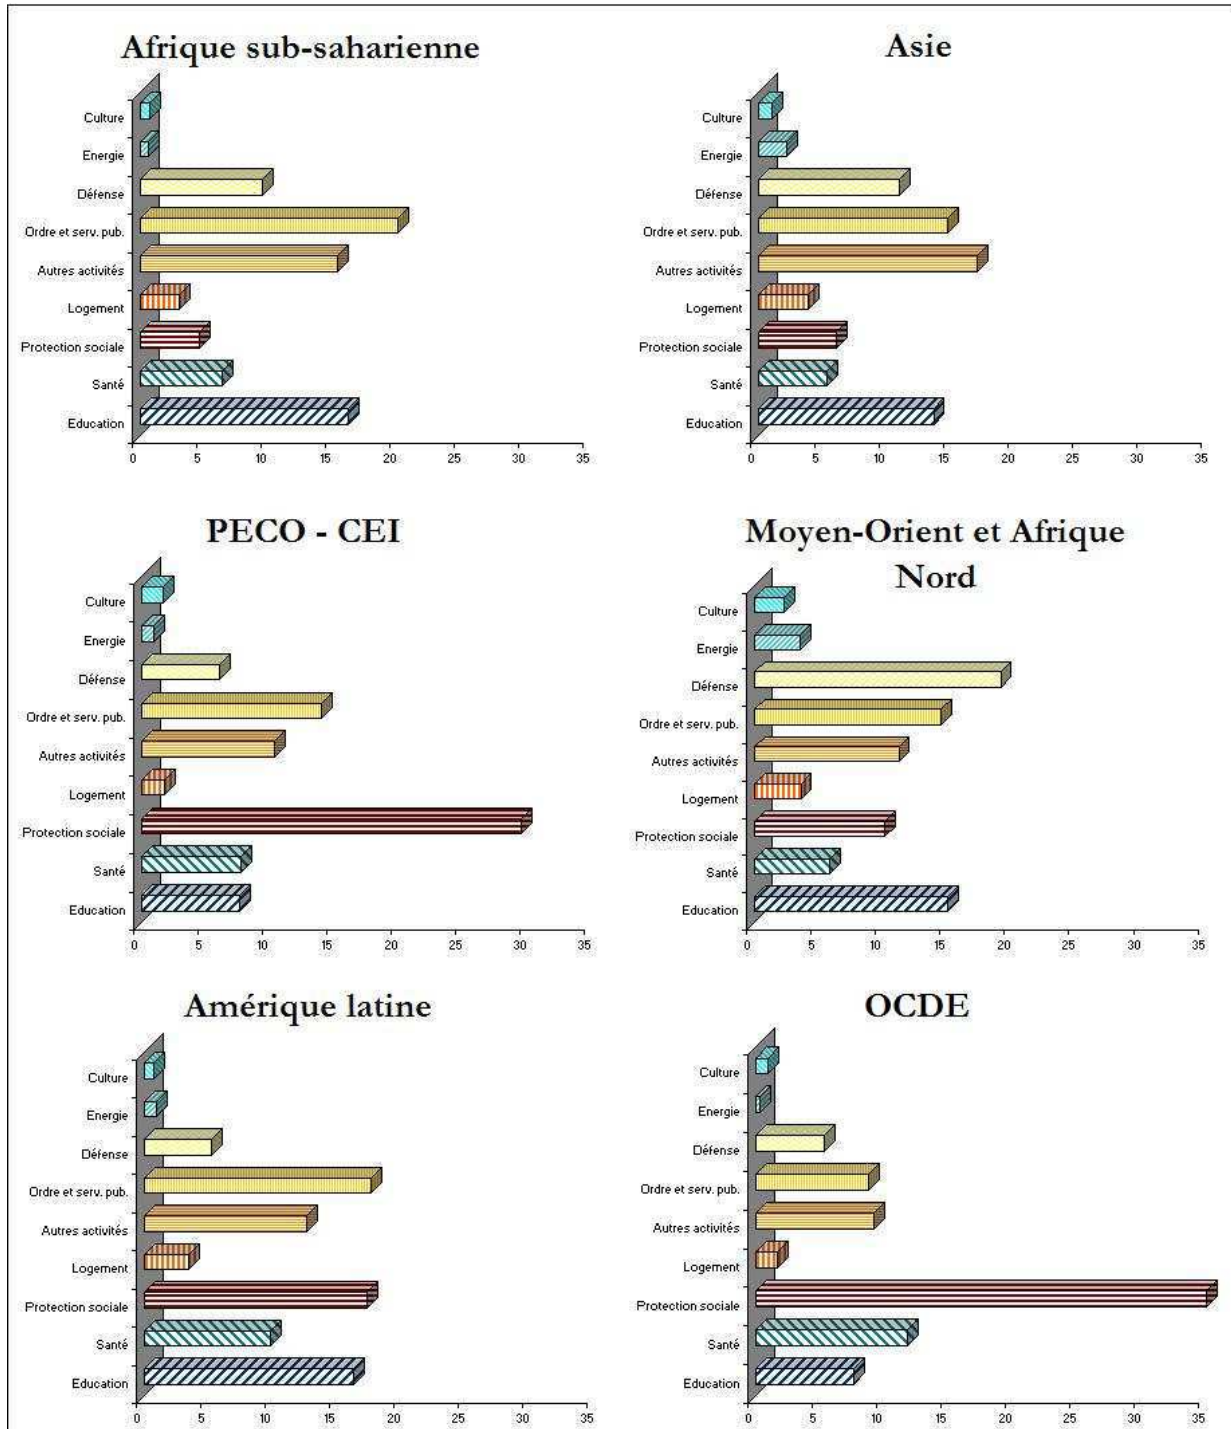 Afrique sub-saharienne
Culture
Energie
Défense
Ordre et serv. pub.
Autres activités
Logement
Protection sociale
Santé
Education
0 5 10 15 20 25 30 35
Asie
Culture
Energie
Défense
Ordre et serv. pub.
Autres activités
Logement
Protection sociale
Santé
Education
0 5 10 15 20 25 30 35
PECO - CEI
Culture
Energie
Défense
Ordre et serv. pub.
Autres activités
Logement
Protection sociale
Santé
Education
0 5 10 15 20 25 30 35
Moyen-Orient et Afrique
Nord
Culture
Energie
Défense
Ordre et serv. pub.
Autres activités
Logement
Protection sociale
Santé
Education
0 5 10 15 20 25 30 35
Amérique latine
Culture
Energie
Défense
Ordre et serv. pub.
Autres activités
Logement
Protection sociale
Santé
Education
0 5 10 15 20 25 30 35
OCDE
Culture
Energie
Défense
Ordre et serv. pub.
Autres activités
Logement
Protection sociale
Santé
Education
0 5 10 15 20 25 30 35